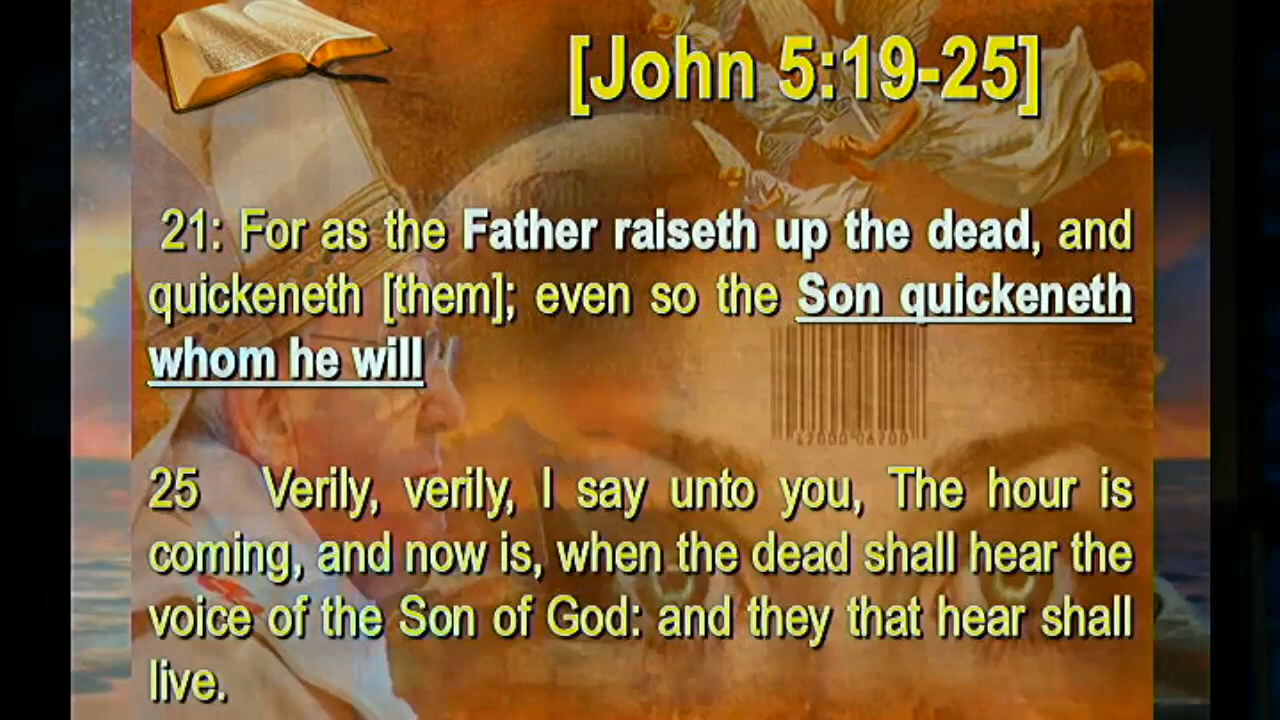 [John 5:19-25]
21: For as the Father raiseth up the dead, and
quickeneth [them]; even so the Son quickeneth
whom he will
25 Verily, verily, I say unto you, The hour is
coming, and now is, when the dead shall hear the
voice of the Son of God: and they that hear shall
live.